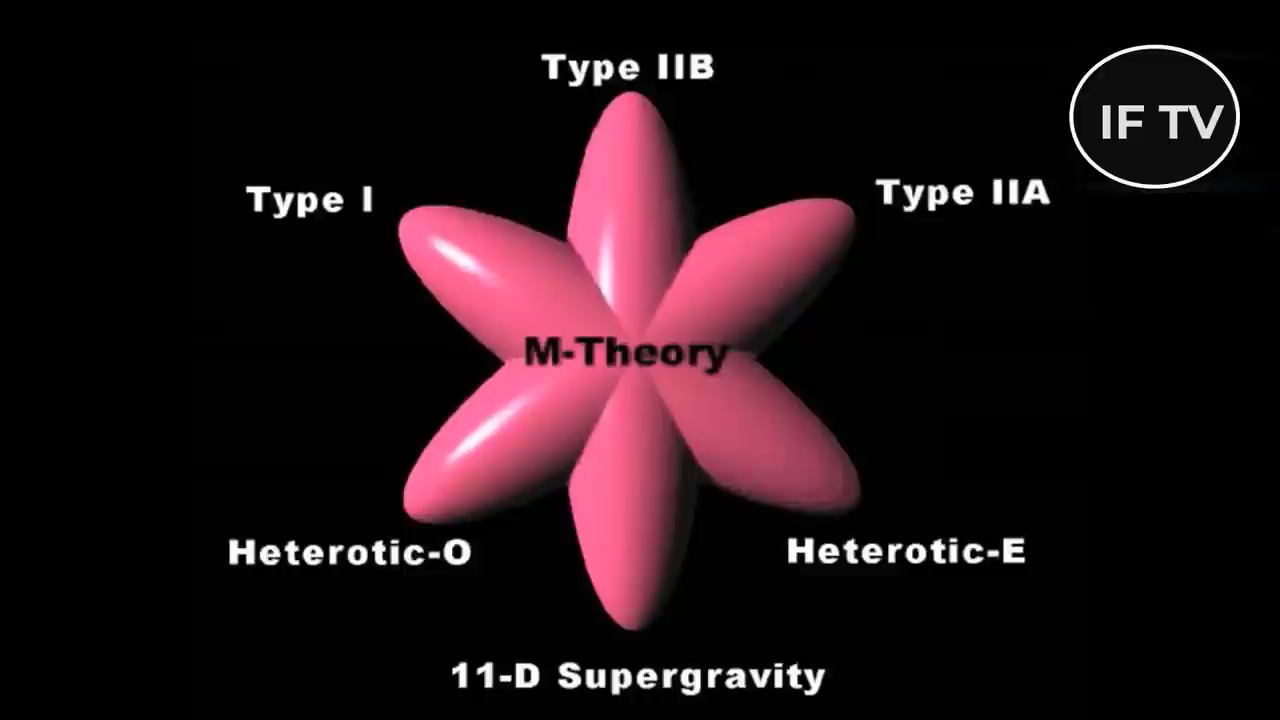 Type IIB
IF TV
Type I
Type IIA
M-Theory
Heterotic-O
Heterotic-E
11-D Supergravity